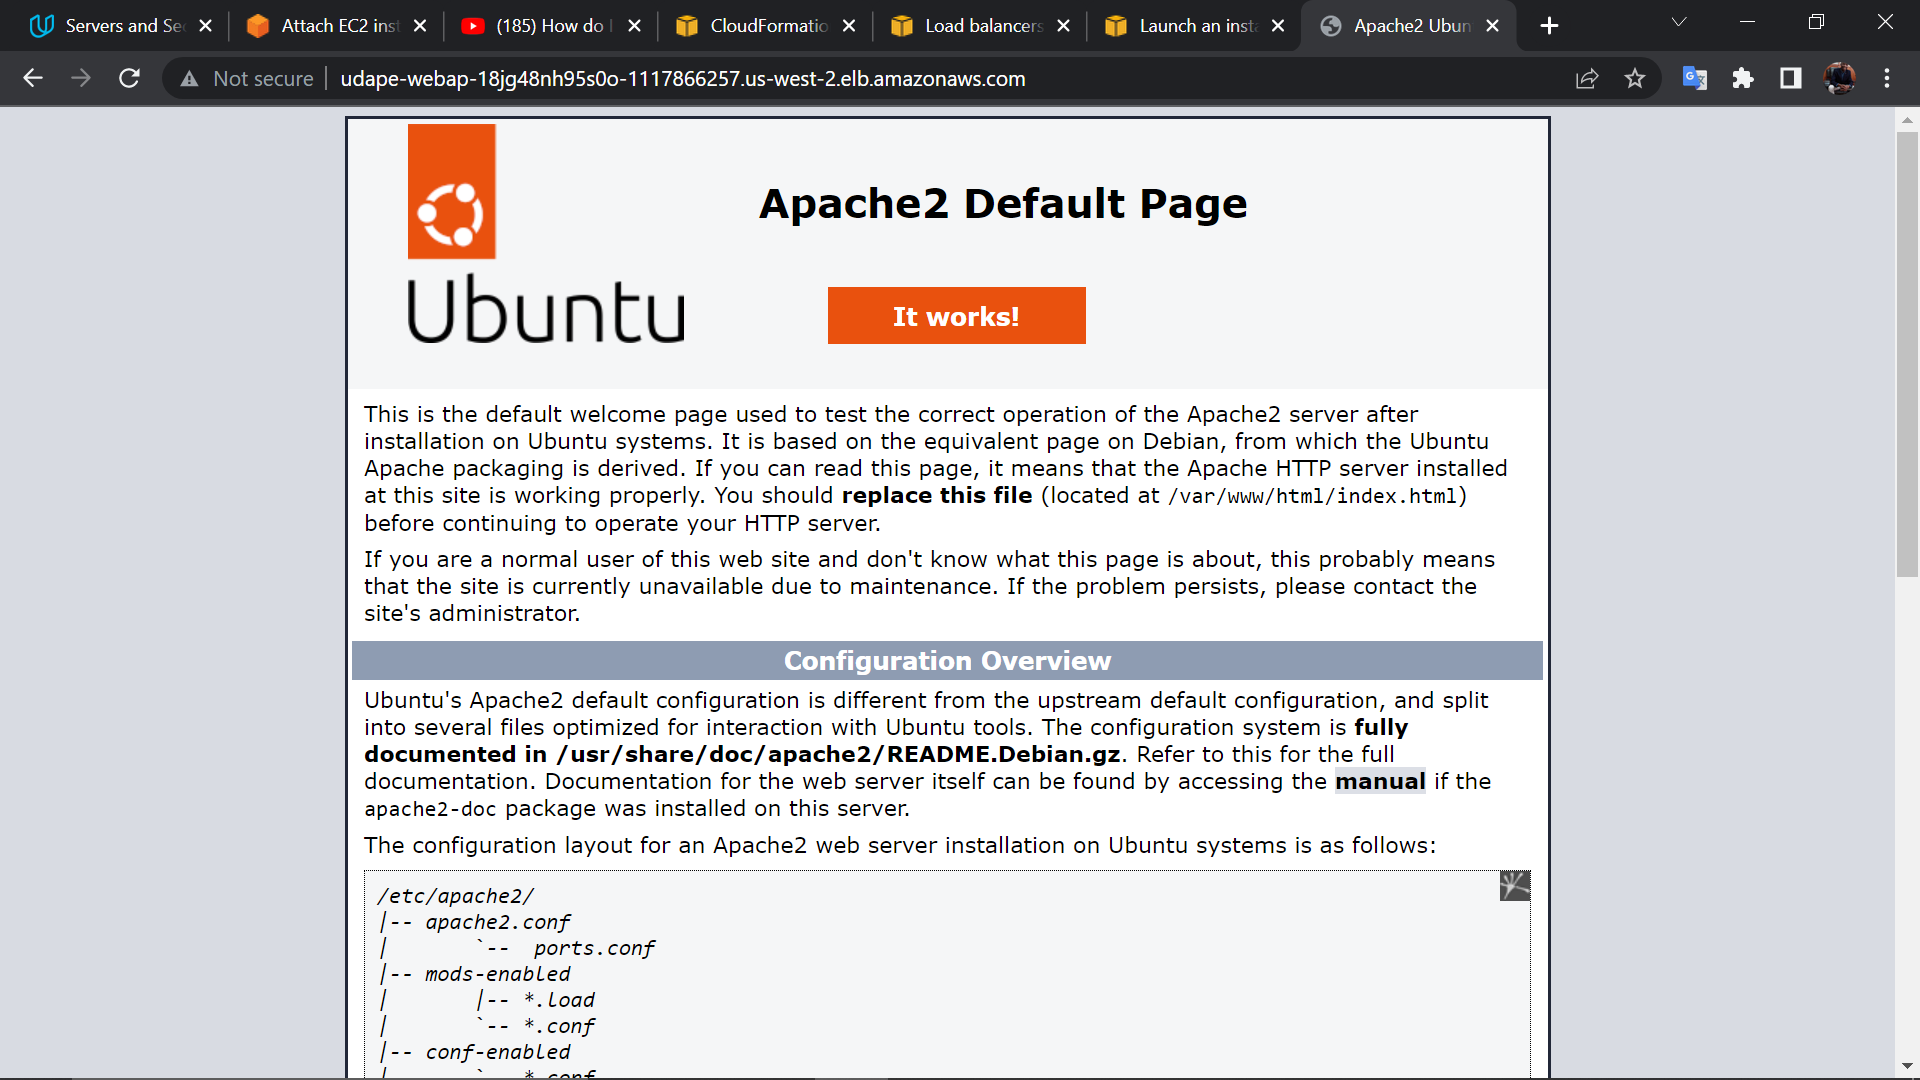 Servers and Se
Attach EC2 inst
(185) How do I
CloudFormatio
Load balancers
Launch an insta
Apache2 Ubun
Not secure
udape-webap-18jg48nh95s0o-1117866257.us-west-2.elb.amazonaws.com
Ubuntu
Apache2 Default Page
It works!
This is the default welcome page used to test the correct operation of the Apache2 server after
installation on Ubuntu systems. It is based on the equivalent page on Debian, from which the Ubuntu
Apache packaging is derived. If you can read this page, it means that the Apache HTTP server installed
at this site is working properly. You should replace this file (located at /var/www/html/index.html)
before continuing to operate your HTTP server.
If you are a normal user of this web site and don't know what this page is about, this probably means
that the site is currently unavailable due to maintenance. If the problem persists, please contact the
site's administrator.
Configuration Overview
Ubuntu's Apache2 default configuration is different from the upstream default configuration, and split
into several files optimized for interaction with Ubuntu tools. The configuration system is fully
documented in /usr/share/doc/apache2/README.Debian.gz. Refer to this for the full
documentation. Documentation for the web server itself can be found by accessing the manual if the
apache2-doc package was installed on this server.
The configuration layout for an Apache2 web server installation on Ubuntu systems is as follows:
/etc/apache2/
|-- apache2.conf
|       `--  ports.conf
|-- mods-enabled
|       |-- *.load
|       `-- *.conf
|-- conf-enabled
|       `-- *.conf